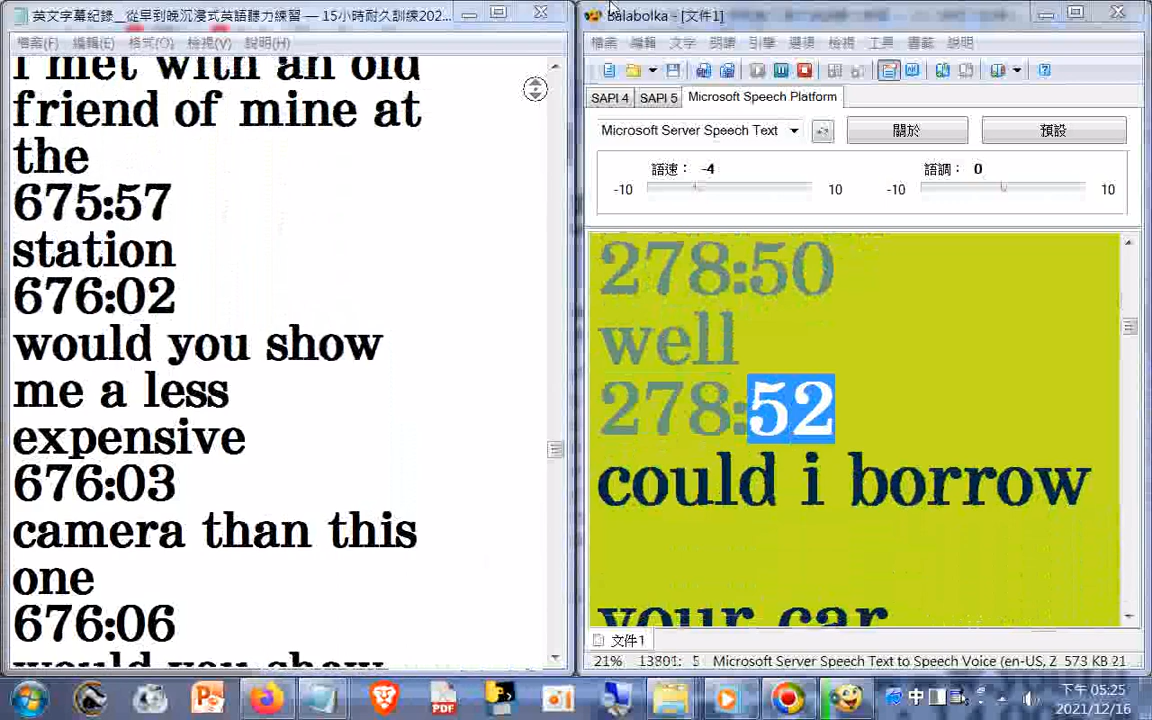 英文字幕紀錄__從早到晚沉浸式英語聽力練習 — 15小時耐久訓練202...
檔案(F) 編輯(E) 格式(O) 檢視(V) 說明(H)
i met with an old
friend of mine at
the
675:57
station
676:02
would you show
me a less
expensive
676:03
camera than this
one
676:06
would you show
Balabolka - [文件1]
檔案 編輯 文字 朗讀 引擎 選項 檢視 工具 書籤 說明
SAPI 4 SAPI 5 Microsoft Speech Platform
Microsoft Server Speech Text 關於 預設
語速： -4 語調： 0
-10 10 -10 10
278:50
well
278:52
could i borrow
your car
文件1
21% 13801: 5 Microsoft Server Speech Text to Speech Voice (en-US, Z 573 KB 21
PDF 中 下午 05:25
2021/12/16